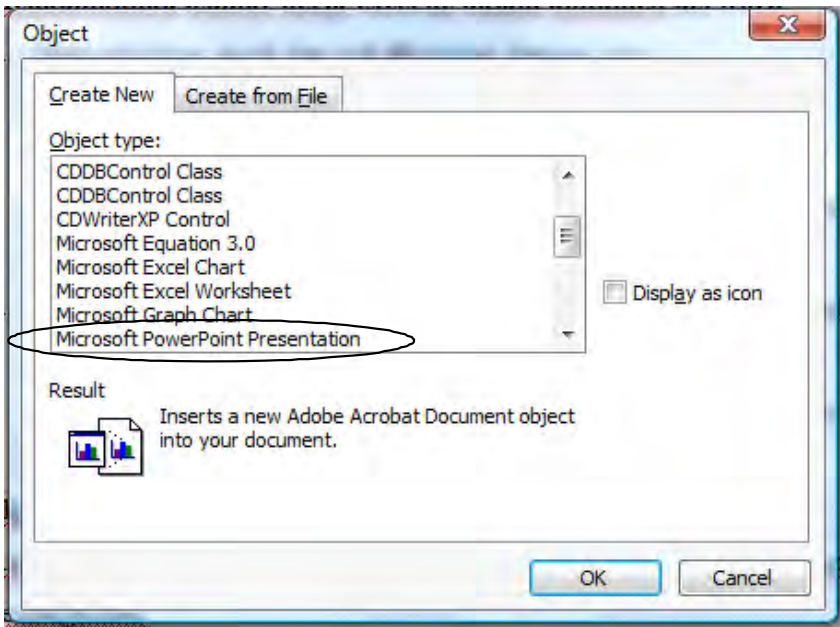 Object
Create New
Create from File
Object type:
CDDBControl Class
CDDBControl Class
CDWriterXP Control
Microsoft Equation 3.0
Microsoft Excel Chart
Microsoft Excel Worksheet
Microsoft Graph Chart
Microsoft PowerPoint Presentation
Display as icon
Result
Inserts a new Adobe Acrobat Document object
into your document.
OK
Cancel